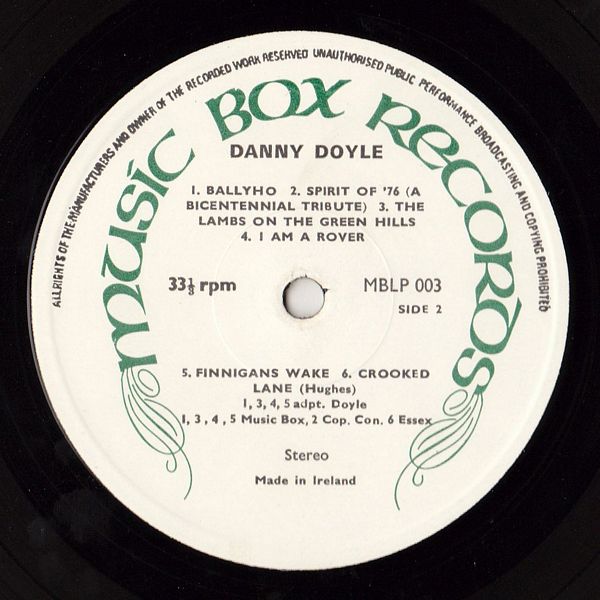 ALL RIGHTS OF THE MANUFACTURERS AND OWNER OF THE RECORDED WORK RESERVED UNAUTHORISED PUBLIC PERFORMANCE BROADCASTING AND COPYING PROHIBITED
MUSIC BOX RECORDS
DANNY DOYLE
1. BALLYHO 2. SPIRIT OF '76 (A
BICENTENNIAL TRIBUTE) 3. THE
LAMBS ON THE GREEN HILLS
4. I AM A ROVER
33⅓ rpm
MBLP 003
SIDE 2
5. FINNIGANS WAKE 6. CROOKED
LANE (Hughes)
1, 3, 4, 5 adpt. Doyle
1, 3, 4, 5 Music Box, 2 Cop. Con. 6 Essex
Stereo
Made in Ireland